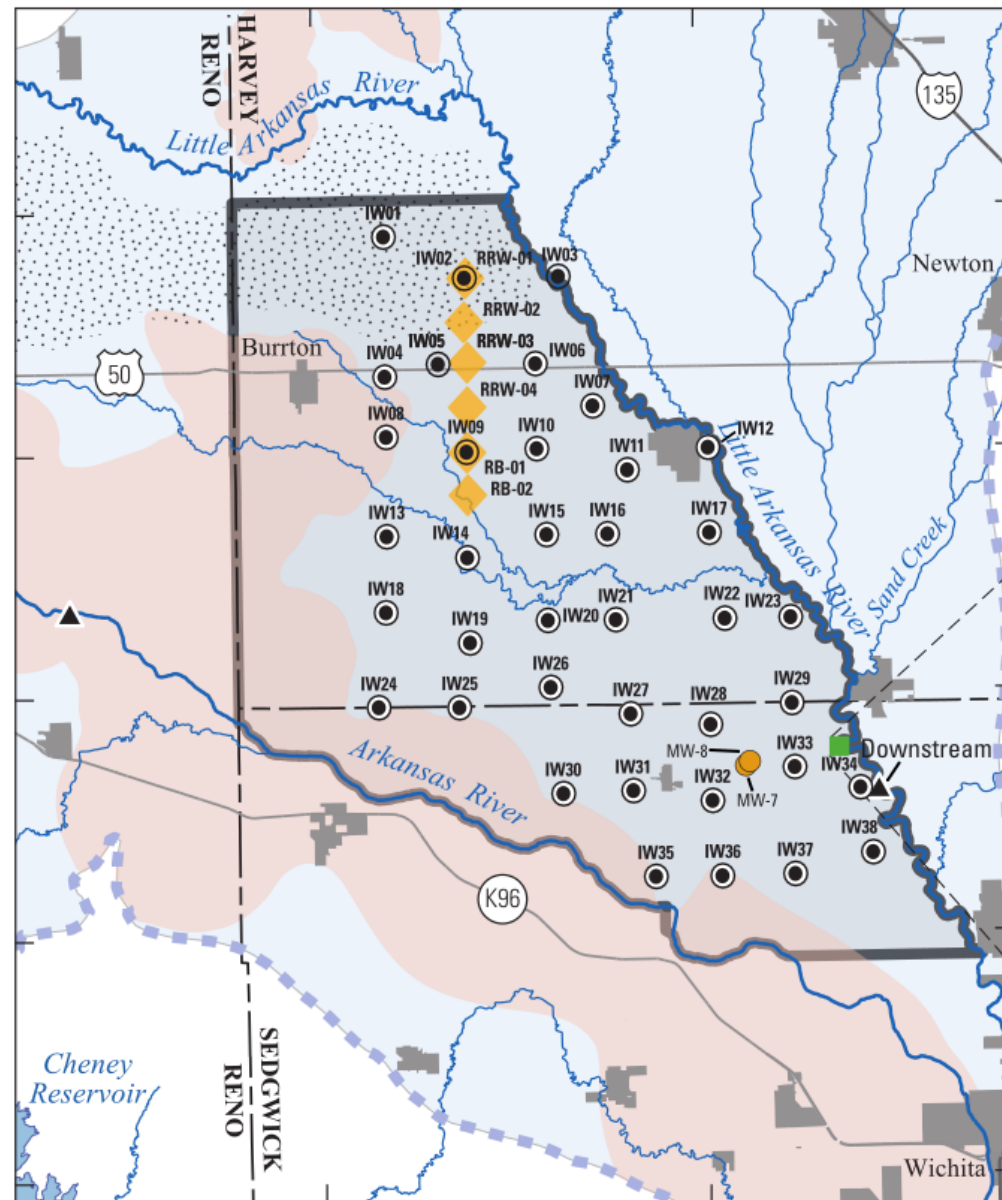 HARVEY
RENO
135
Little Arkansas River
IW01
IW02
RRW-01
IW03
Newton
RRW-02
Burrton
IW05
RRW-03
IW06
50
IW04
RRW-04
IW07
IW08
IW09
IW10
IW12
IW11
RB-01
RB-02
Little Arkansas River
IW13
IW14
IW15
IW16
IW17
Sand Creek
IW18
IW19
IW20
IW21
IW22
IW23
IW24
IW25
IW26
IW27
IW28
IW29
Arkansas River
MW-8
IW33
Downstream
IW30
IW31
IW32
MW-7
IW34
IW38
IW35
IW36
IW37
K96
SEDGWICK
RENO
Cheney
Reservoir
Wichita